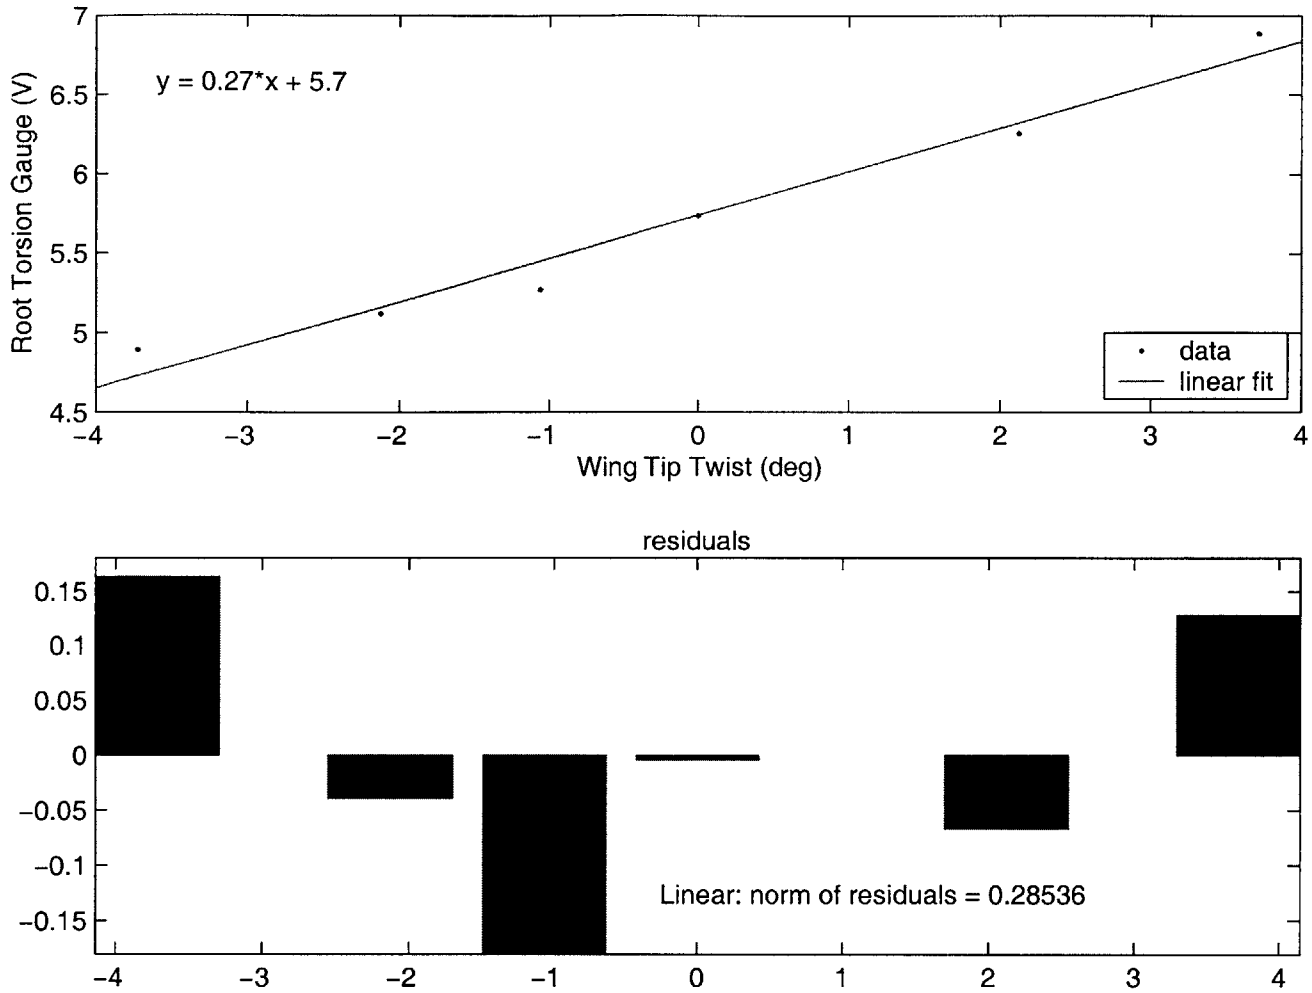 7
y = 0.27*x + 5.7
6.5
6
5.5
5
4.5
Root Torsion Gauge (V)
data
linear fit
−4 −3 −2 −1 0 1 2 3 4
Wing Tip Twist (deg)
residuals
0.15
0.1
0.05
0
−0.05
−0.1
−0.15
Linear: norm of residuals = 0.28536
−4 −3 −2 −1 0 1 2 3 4